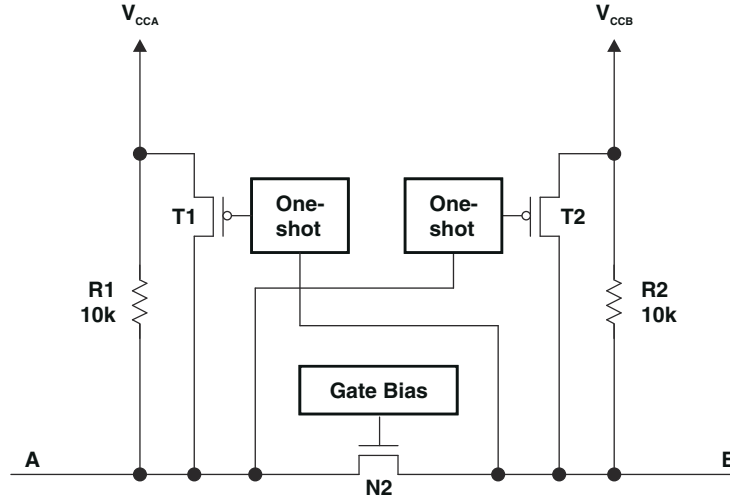 VCCA
VCCB
One-
shot
One-
shot
T1
T2
R1
10k
R2
10k
Gate Bias
A
B
N2